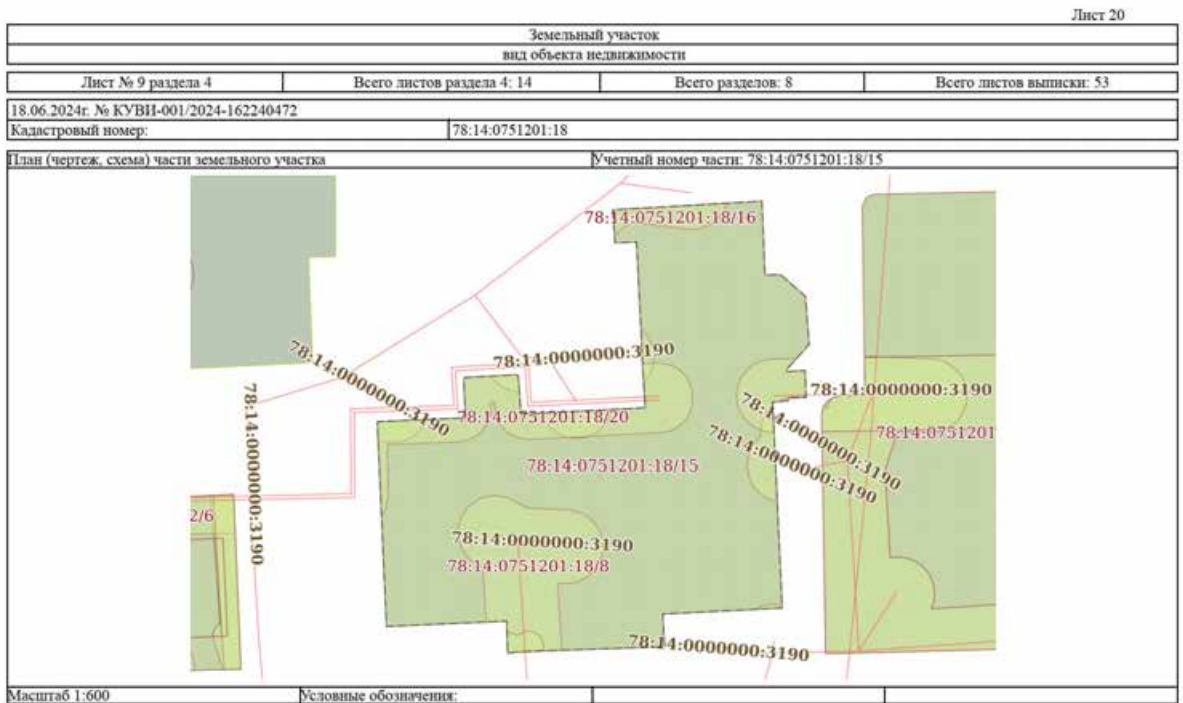 Лист 20
Земельный участок
вид объекта недвижимости
Лист № 9 раздела 4 Всего листов раздела 4: 14 Всего разделов: 8 Всего листов выписки: 53
18.06.2024г. № КУВИ-001/2024-162240472
Кадастровый номер: 78:14:0751201:18
План (чертеж, схема) части земельного участка Учетный номер части: 78:14:0751201:18/15
78:14:0751201:18/16
78:14:0000000:3190
78:14:0000000:3190
78:14:0000000:3190
78:14:0000000:3190
78:14:0000000:3190
78:14:0751201:18/20
78:14:0751201
78:14:0000000:3190
78:14:0751201:18/15
2/6
78:14:0000000:3190
78:14:0751201:18/8
78:14:0000000:3190
Масштаб 1:600 Условные обозначения: